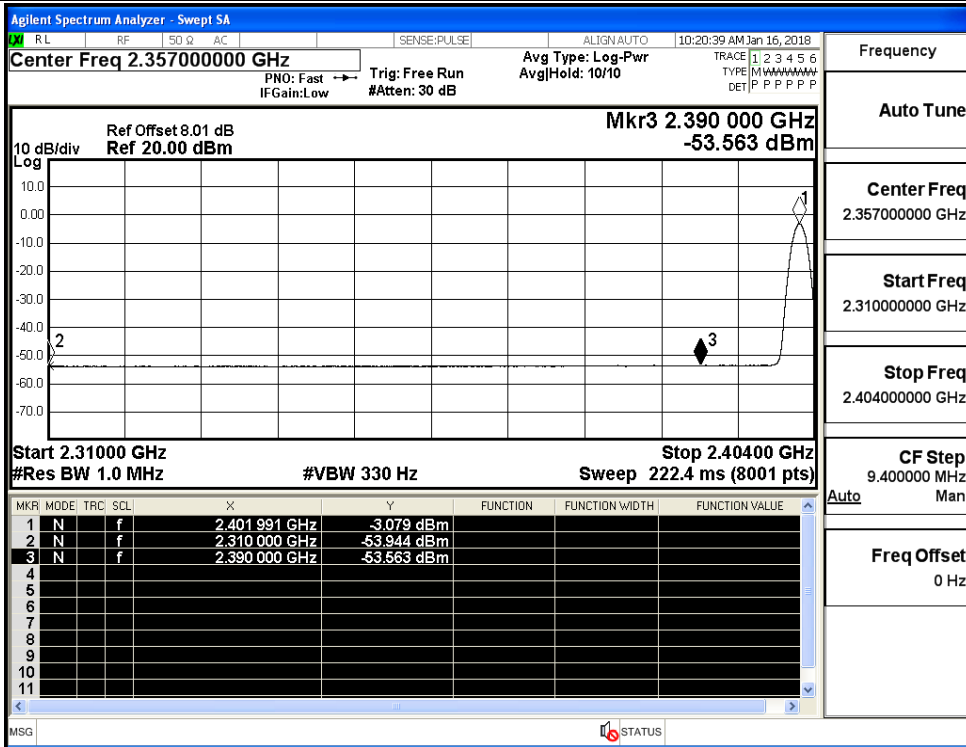 Agilent Spectrum Analyzer - Swept SA
LXI RL RF 50 Ω AC SENSE:PULSE ALIGN AUTO 10:20:39 AM Jan 16, 2018
Center Freq 2.357000000 GHz
PNO: Fast
IFGain:Low
Trig: Free Run
#Atten: 30 dB
Avg Type: Log-Pwr
Avg|Hold: 10/10
TRACE 1 2 3 4 5 6
TYPE M WWWWW
DET P P P P P P
Ref Offset 8.01 dB
10 dB/div Ref 20.00 dBm
Log
Mkr3 2.390 000 GHz
-53.563 dBm
10.0
0.00
-10.0
-20.0
-30.0
-40.0
-50.0
-60.0
-70.0
1
2
3
Start 2.31000 GHz Stop 2.40400 GHz
#Res BW 1.0 MHz #VBW 330 Hz Sweep 222.4 ms (8001 pts)
MKR MODE TRC SCL X Y FUNCTION FUNCTION WIDTH FUNCTION VALUE
1 N f 2.401 991 GHz -3.079 dBm
2 N f 2.310 000 GHz -53.944 dBm
3 N f 2.390 000 GHz -53.563 dBm
4
5
6
7
8
9
10
11
MSG STATUS
Frequency
Auto Tune
Center Freq
2.357000000 GHz
Start Freq
2.310000000 GHz
Stop Freq
2.404000000 GHz
CF Step
9.400000 MHz
Auto Man
Freq Offset
0 Hz